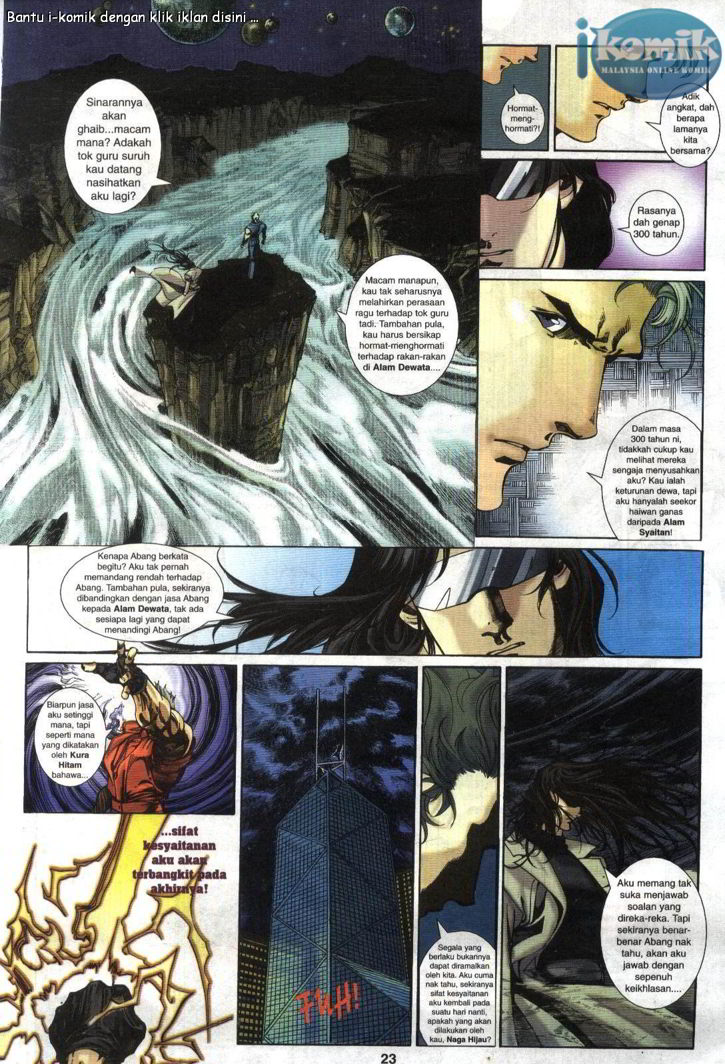 Bantu i-komik dengan klik iklan disini ...
ikomik
MALAYSIA ONLINE KOMIK
Sinarannya
akan
ghaib...macam
mana? Adakah
tok guru suruh
kau datang
nasihatkan
aku lagi?
Macam manapun,
kau tak seharusnya
melahirkan perasaan
ragu terhadap tok guru
tadi. Tambahan pula,
kau harus bersikap
hormat-menghormati
terhadap rakan-rakan
di Alam Dewata....
Hormat-
meng-
hormati?!
Adik
angkat, dah
berapa
lamanya
kita
bersama?
Rasanya
dah genap
300 tahun.
Dalam masa
300 tahun ni,
tidakkah cukup kau
melihat mereka
sengaja menyusahkan
aku? Kau ialah
keturunan dewa, tapi
aku hanyalah seekor
haiwan ganas
daripada Alam
Syaitan!
Kenapa Abang berkata
begitu? Aku tak pernah
memandang rendah terhadap
Abang. Tambahan pula, sekiranya
dibandingkan dengan jasa Abang
kepada Alam Dewata, tak ada
sesiapa lagi yang dapat
menandingi Abang!
Biarpun jasa
aku setinggi
mana, tapi
seperti mana
yang dikatakan
oleh Kura
Hitam
bahawa...
...sifat
kesyaitanan
aku akan
terbangkit pada
akhirnya!
FUH!
Segala yang
berlaku bukannya
dapat diramalkan
oleh kita. Aku cuma
nak tahu, sekiranya
sifat kesyaitanan
aku kembali pada
suatu hari nanti,
apakah yang akan
dilakukan oleh
kau, Naga Hijau?
Aku memang tak
suka menjawab
soalan yang
direka-reka. Tapi
sekiranya benar-
benar Abang nak
tahu, akan aku
jawab dengan
sepenuh
keikhlasan....
23